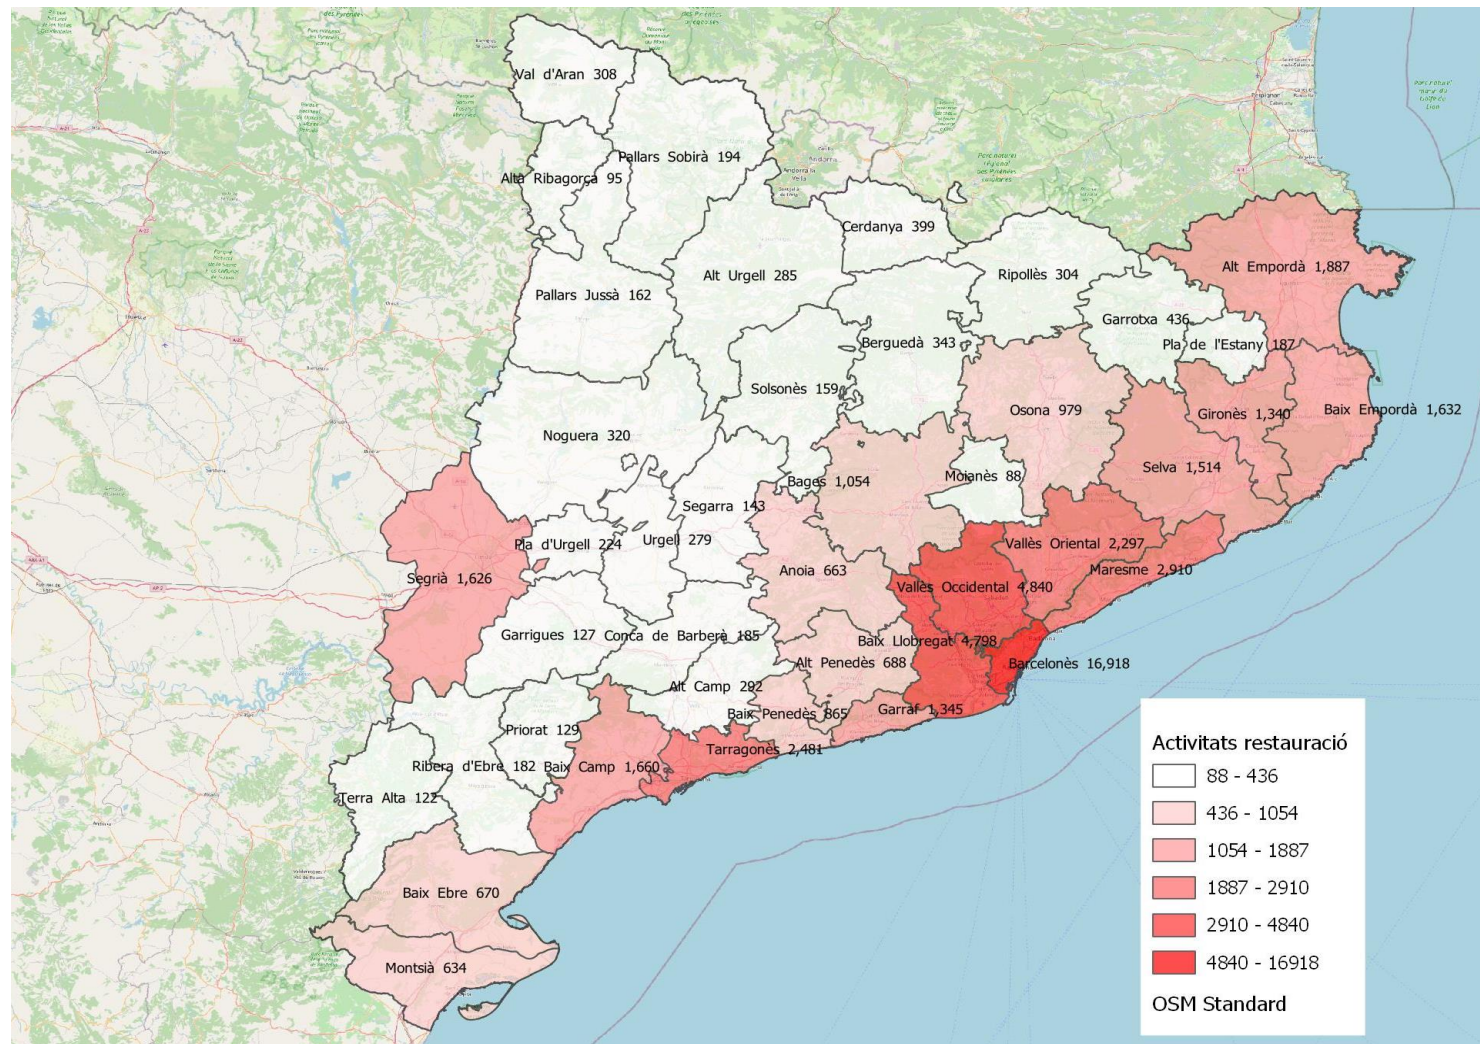 Val d'Aran 308
Pallars Sobirà 194
Alta Ribagorça 95
Cerdanya 399
Alt Urgell 285
Ripollès 304
Alt Empordà 1,887
Pallars Jussà 162
Garrotxa 436
Pla de l'Estany 187
Berguedà 343
Solsonès 159
Osona 979
Gironès 1,340
Baix Empordà 1,632
Noguera 320
Selva 1,514
Bages 1,054
Moianès 88
Segarra 143
Pla d'Urgell 224
Urgell 279
Vallès Oriental 2,297
Maresme 2,910
Segrià 1,626
Anoia 663
Vallès Occidental 4,840
Garrigues 127
Conca de Barberà 185
Baix Llobregat 4,798
Alt Penedès 688
Barcelonès 16,918
Alt Camp 292
Baix Penedès 865
Garraf 1,345
Priorat 129
Tarragonès 2,481
Ribera d'Ebre 182
Baix Camp 1,660
Terra Alta 122
Baix Ebre 670
Montsià 634
Activitats restauració
88 - 436
436 - 1054
1054 - 1887
1887 - 2910
2910 - 4840
4840 - 16918
OSM Standard